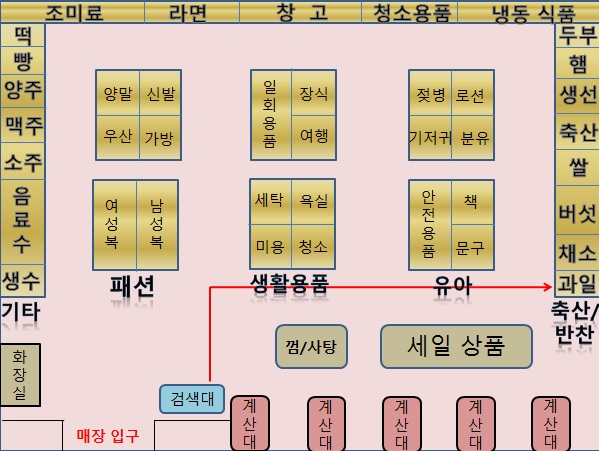 조미료 라면 창 고 청소용품 냉동 식품
떡
빵
양주
맥주
소주
음료수
생수
기타
양말 신발
우산 가방
여성복 남성복
패션
일회용품 장식
여행
세탁 욕실
미용 청소
생활용품
젖병 로션
기저귀 분유
안전용품 책
문구
유아
두부
햄
생선
축산
쌀
버섯
채소
과일
축산/
반찬
껌/사탕
세일 상품
화장실
검색대
매장 입구
계산대
계산대
계산대
계산대
계산대